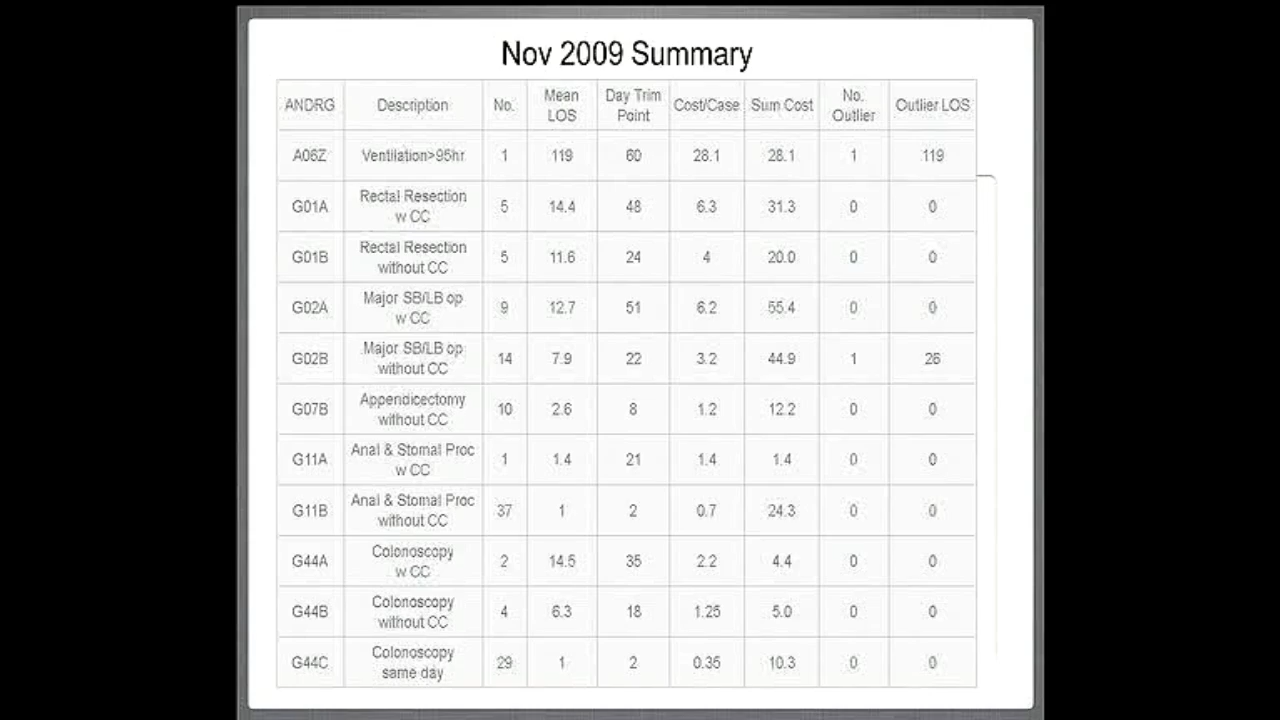 Nov 2009 Summary
ANDRG Description No. Mean LOS Day Trim Point Cost/Case Sum Cost No. Outlier Outlier LOS
A06Z Ventilation>95hr 1 119 60 28.1 28.1 1 119
G01A Rectal Resection w CC 5 14.4 48 6.3 31.3 0 0
G01B Rectal Resection without CC 5 11.6 24 4 20.0 0 0
G02A Major SB/LB op w CC 9 12.7 51 6.2 55.4 0 0
G02B Major SB/LB op without CC 14 7.9 22 3.2 44.9 1 26
G07B Appendicectomy without CC 10 2.6 8 1.2 12.2 0 0
G11A Anal & Stomal Proc w CC 1 1.4 21 1.4 1.4 0 0
G11B Anal & Stomal Proc without CC 37 1 2 0.7 24.3 0 0
G44A Colonoscopy w CC 2 14.5 35 2.2 4.4 0 0
G44B Colonoscopy without CC 4 6.3 18 1.25 5.0 0 0
G44C Colonoscopy same day 29 1 2 0.35 10.3 0 0